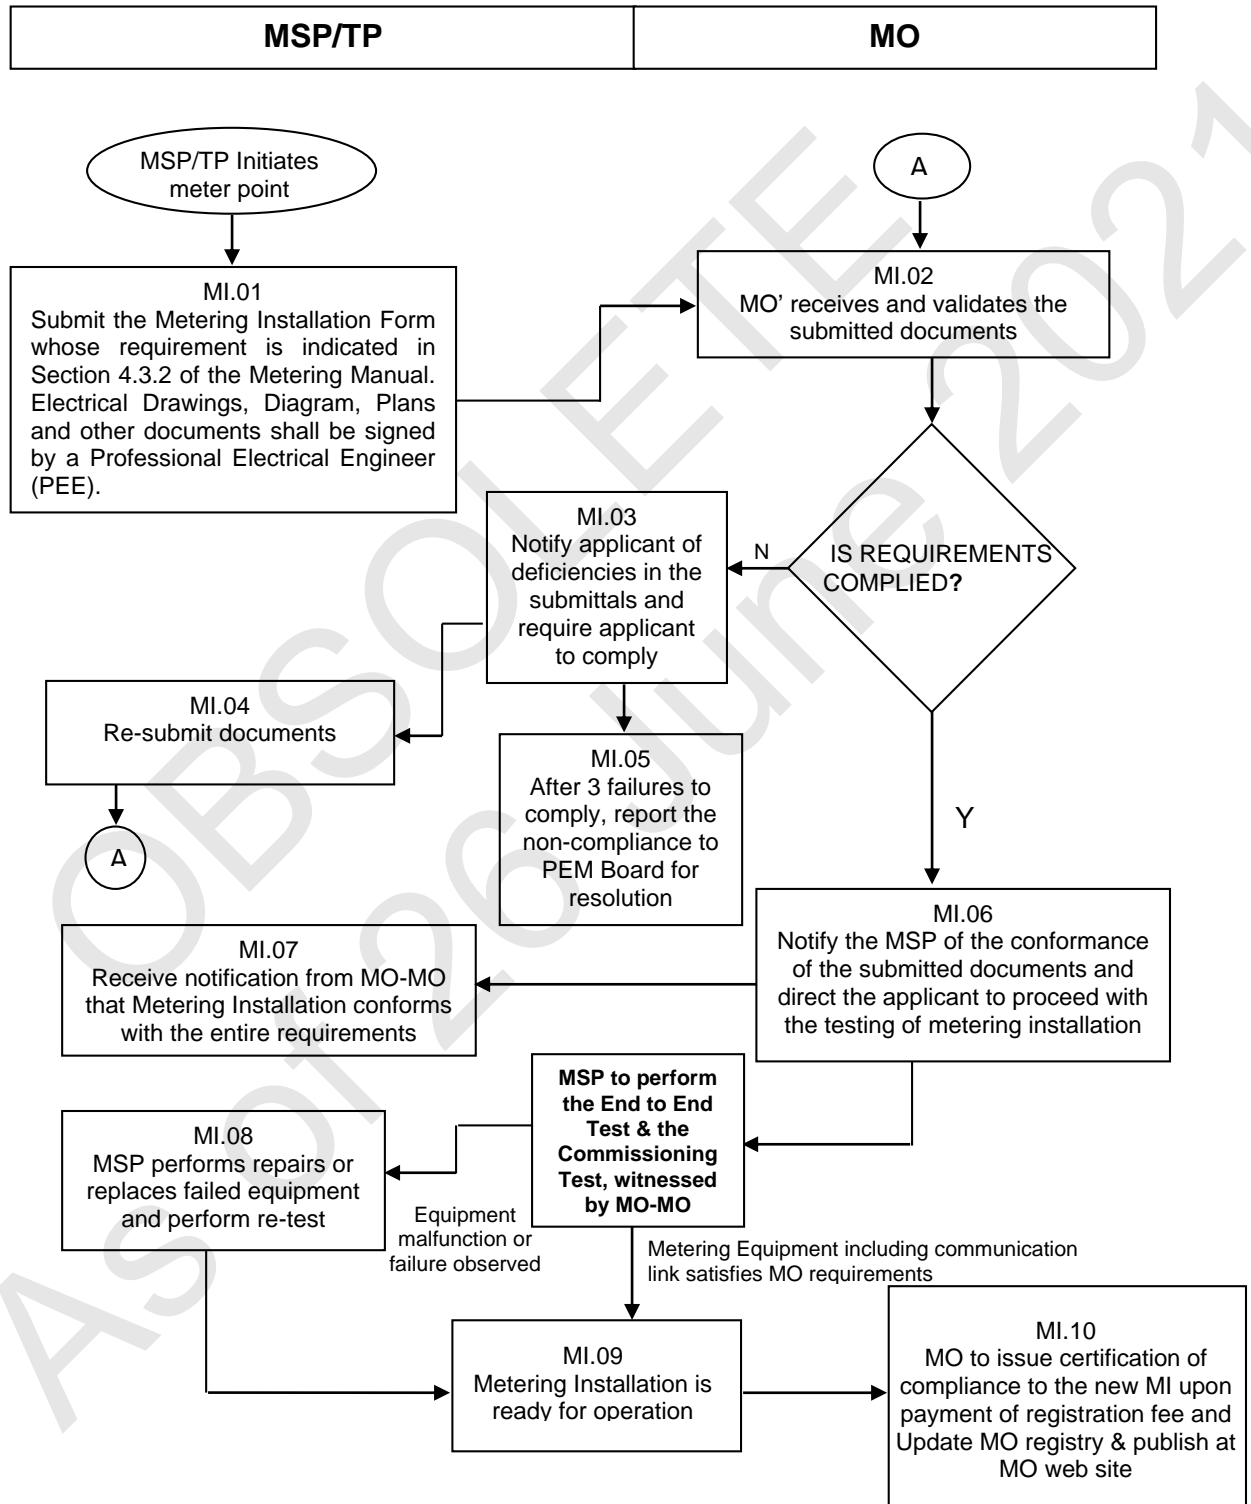 MSP/TP
MO
MSP/TP Initiates
meter point
A
MI.01
Submit the Metering Installation Form
whose requirement is indicated in
Section 4.3.2 of the Metering Manual.
Electrical Drawings, Diagram, Plans
and other documents shall be signed
by a Professional Electrical Engineer
(PEE).
MI.02
MO' receives and validates the
submitted documents
IS REQUIREMENTS
COMPLIED?
N
MI.03
Notify applicant of
deficiencies in the
submittals and
require applicant
to comply
MI.04
Re-submit documents
A
MI.05
After 3 failures to
comply, report the
non-compliance to
PEM Board for
resolution
Y
MI.06
Notify the MSP of the conformance
of the submitted documents and
direct the applicant to proceed with
the testing of metering installation
MI.07
Receive notification from MO-MO
that Metering Installation conforms
with the entire requirements
MSP to perform
the End to End
Test & the
Commissioning
Test, witnessed
by MO-MO
MI.08
MSP performs repairs or
replaces failed equipment
and perform re-test
Equipment
malfunction or
failure observed
Metering Equipment including communication
link satisfies MO requirements
MI.09
Metering Installation is
ready for operation
MI.10
MO to issue certification of
compliance to the new MI upon
payment of registration fee and
Update MO registry & publish at
MO web site
OBSOLETE
As of 26 June 2021